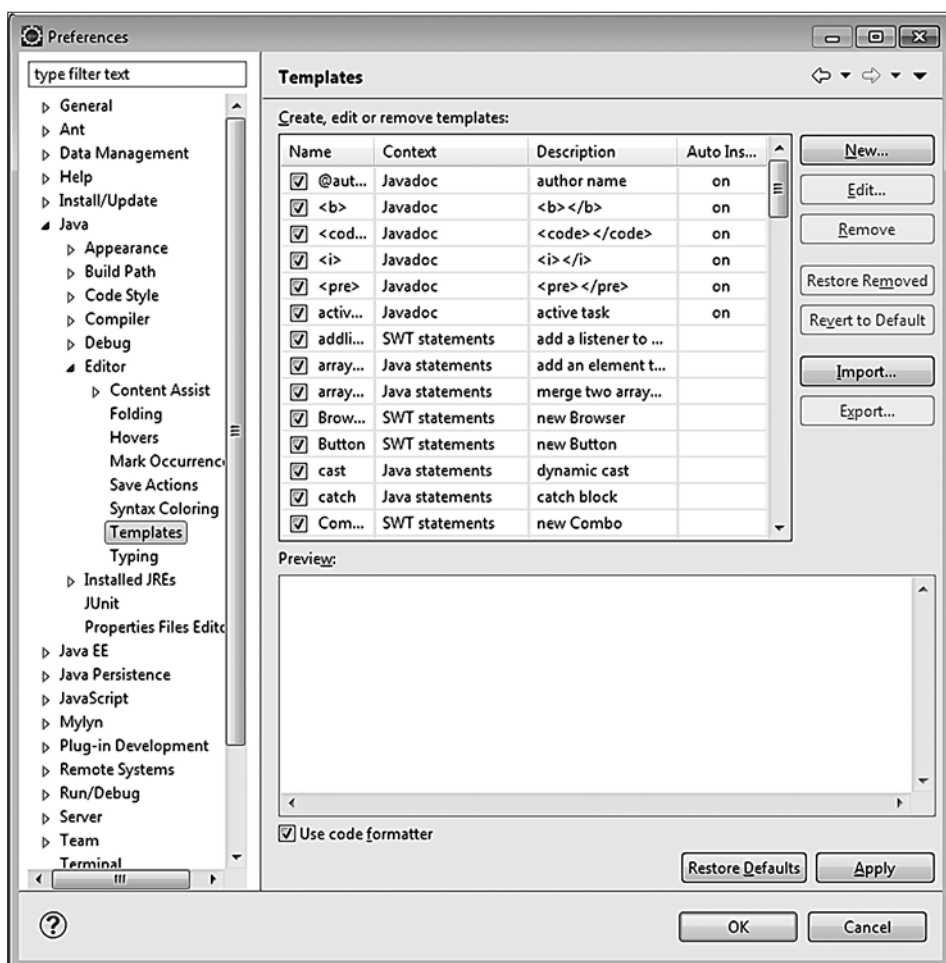 Preferences
type filter text
General
Ant
Data Management
Help
Install/Update
Java
Appearance
Build Path
Code Style
Compiler
Debug
Editor
Content Assist
Folding
Hovers
Mark Occurrenc
Save Actions
Syntax Coloring
Templates
Typing
Installed JREs
JUnit
Properties Files Edito
Java EE
Java Persistence
JavaScript
Mylyn
Plug-in Development
Remote Systems
Run/Debug
Server
Team
Terminal
Templates
Create, edit or remove templates:
Name Context Description Auto Ins...
@aut... Javadoc author name on
<b> Javadoc <b></b> on
<cod... Javadoc <code></code> on
<i> Javadoc <i></i> on
<pre> Javadoc <pre></pre> on
activ... Javadoc active task on
addli... SWT statements add a listener to ...
array... Java statements add an element t...
array... Java statements merge two array...
Brow... SWT statements new Browser
Button SWT statements new Button
cast Java statements dynamic cast
catch Java statements catch block
Com... SWT statements new Combo
New...
Edit...
Remove
Restore Removed
Revert to Default
Import...
Export...
Preview:
Use code formatter
Restore Defaults Apply
OK Cancel